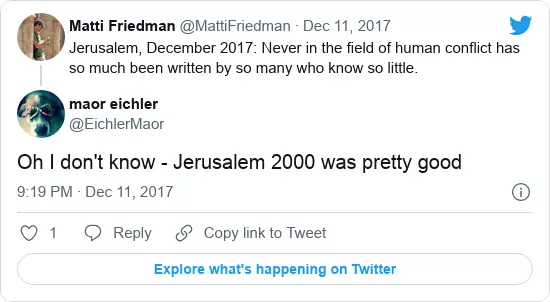 Matti Friedman @MattiFriedman · Dec 11, 2017
Jerusalem, December 2017: Never in the field of human conflict has
so much been written by so many who know so little.
maor eichler
@EichlerMaor
Oh I don't know - Jerusalem 2000 was pretty good
9:19 PM · Dec 11, 2017
1 Reply Copy link to Tweet
Explore what's happening on Twitter